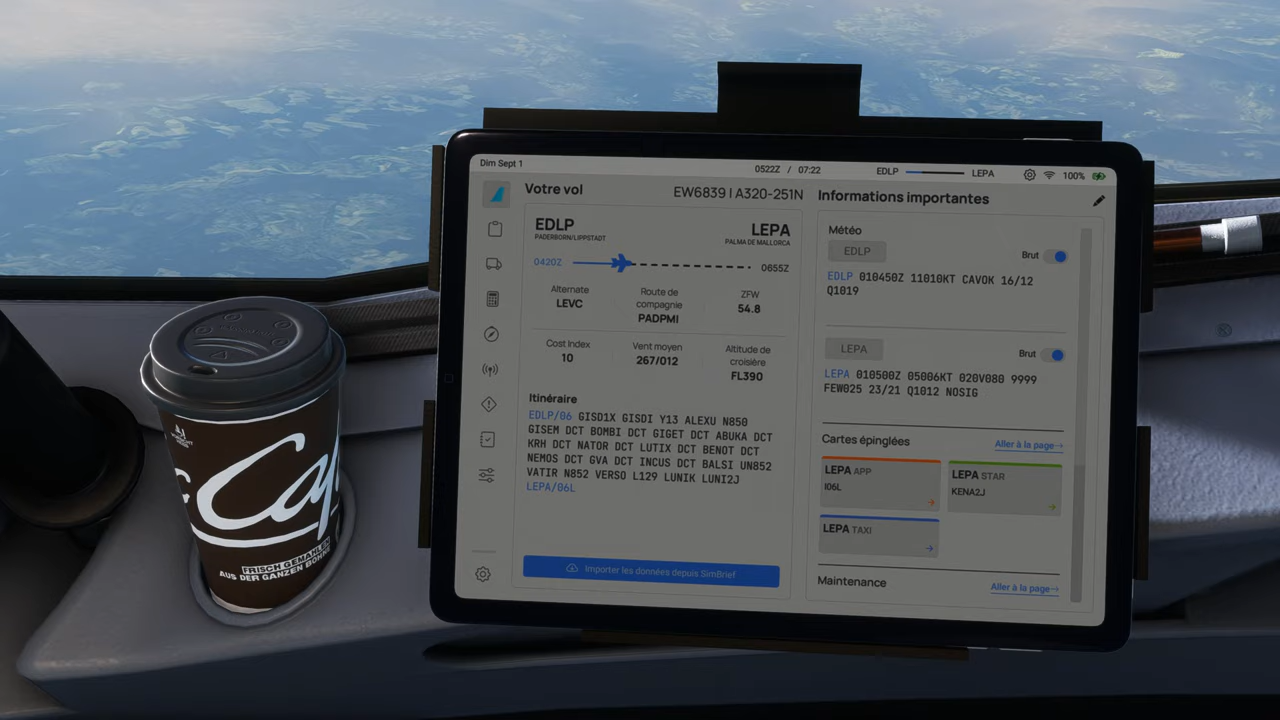 Dim Sept 1
0522Z / 07:22
EDLP
LEPA
100%
Votre vol
EW6839 | A320-251N
EDLP
LEPA
PADERBORN/LIPPSTADT
PALMA DE MALLORCA
0420Z
0655Z
Alternate
LEVC
Route de
compagnie
PADPMI
ZFW
54.8
Cost Index
10
Vent moyen
267/012
Altitude de
croisière
FL390
Itinéraire
EDLP/06 GISD1X GISDI Y13 ALEXU N850
GISEM DCT BOMBI DCT GIGET DCT ABUKA DCT
KRH DCT NATOR DCT LUTIX DCT BENOT DCT
NEMOS DCT GVA DCT INCUS DCT BALSI UN852
VATIR N852 VERSO L129 LUNIK LUNI2J
LEPA/06L
Importer les données depuis SimBrief
Informations importantes
Météo
EDLP
Brut
EDLP 010450Z 11010KT CAVOK 16/12
Q1019
LEPA
Brut
LEPA 010500Z 05006KT 020V080 9999
FEW025 23/21 Q1012 NOSIG
Cartes épinglées
Aller à la page
LEPA APP
I06L
LEPA STAR
KENA2J
LEPA TAXI
Maintenance
Aller à la page
FRISCH GEMAHLEN
AUS DER GANZEN BOHNE